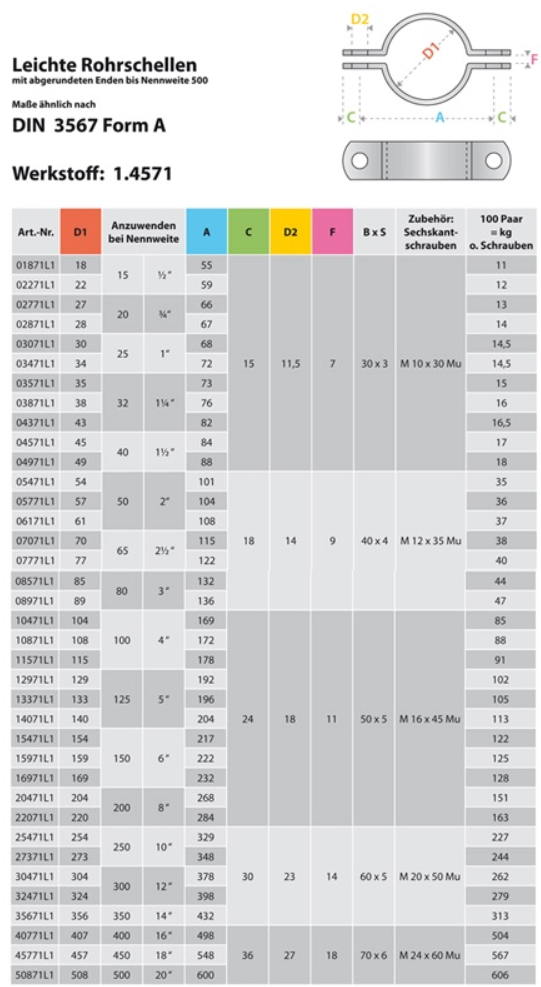 Leichte Rohrschellen
mit abgerundeten Enden bis Nennweite 500
Maße ähnlich nach
DIN 3567 Form A
Werkstoff: 1.4571
D2
D1
F
C A C
Art.-Nr. D1 Anzuwenden bei Nennweite A C D2 F B x S Zubehör: Sechskant-schrauben 100 Paar = kg o. Schrauben
01871L1 18 15 ½" 55 15 11,5 7 30 x 3 M 10 x 30 Mu 11
02271L1 22 59 12
02771L1 27 20 ¾" 66 13
02871L1 28 67 14
03071L1 30 25 1" 68 14,5
03471L1 34 72 14,5
03571L1 35 32 1¼" 73 15
03871L1 38 76 16
04371L1 43 82 16,5
04571L1 45 40 1½" 84 17
04971L1 49 88 18
05471L1 54 50 2" 101 18 14 9 40 x 4 M 12 x 35 Mu 35
05771L1 57 104 36
06171L1 61 108 37
07071L1 70 65 2½" 115 38
07771L1 77 122 40
08571L1 85 80 3" 132 44
08971L1 89 136 47
10471L1 104 100 4" 169 24 18 11 50 x 5 M 16 x 45 Mu 85
10871L1 108 172 88
11571L1 115 178 91
12971L1 129 125 5" 192 102
13371L1 133 196 105
14071L1 140 204 113
15471L1 154 150 6" 217 122
15971L1 159 222 125
16971L1 169 232 128
20471L1 204 200 8" 268 151
22071L1 220 284 163
25471L1 254 250 10" 329 30 23 14 60 x 5 M 20 x 50 Mu 227
27371L1 273 348 244
30471L1 304 300 12" 378 262
32471L1 324 398 279
35671L1 356 350 14" 432 313
40771L1 407 400 16" 498 36 27 18 70 x 6 M 24 x 60 Mu 504
45771L1 457 450 18" 548 567
50871L1 508 500 20" 600 606